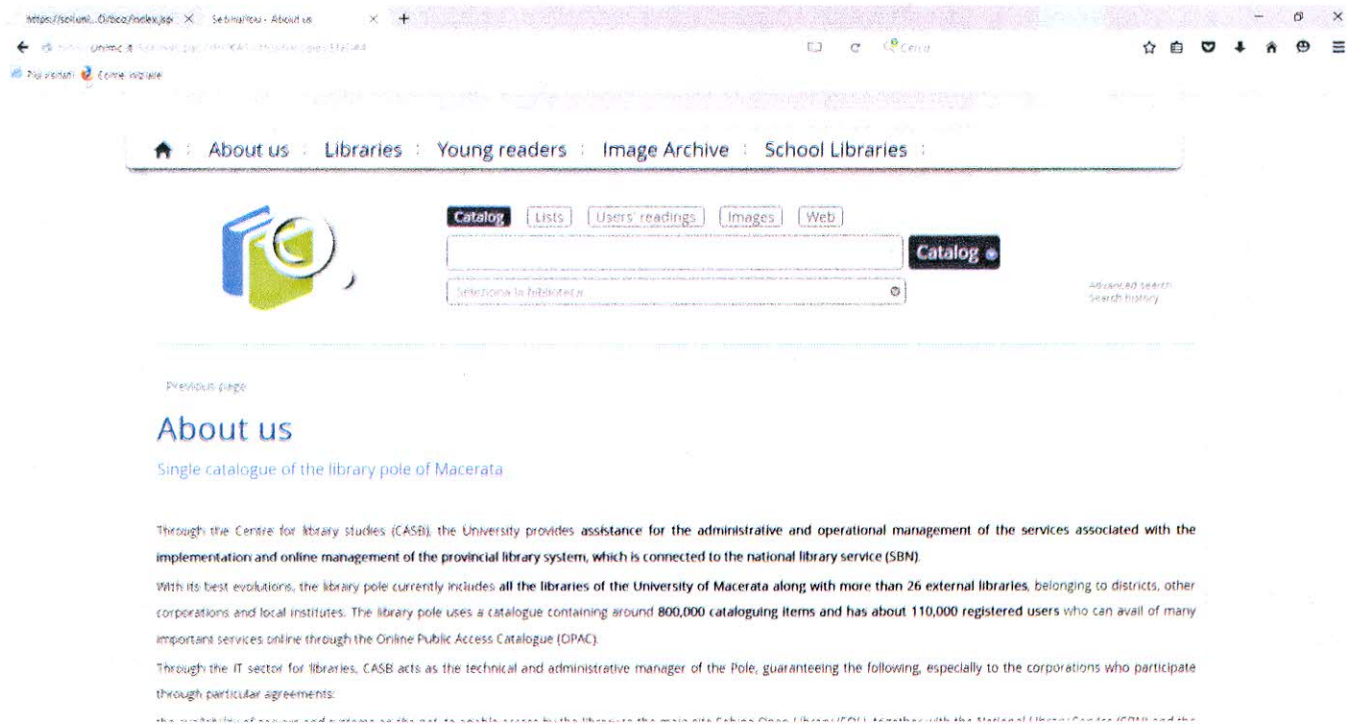 SebinaYou - About us
Cerca
Più visitati Come iniziare
About us Libraries Young readers Image Archive School Libraries
Catalog Lists Users' readings Images Web
Catalog
Seleziona la biblioteca
Advanced search
Search history
Previous page
About us
Single catalogue of the library pole of Macerata
Through the Centre for library studies (CASB), the University provides assistance for the administrative and operational management of the services associated with the
implementation and online management of the provincial library system, which is connected to the national library service (SBN).
With its best evolutions, the library pole currently includes all the libraries of the University of Macerata along with more than 26 external libraries, belonging to districts, other
corporations and local institutes. The library pole uses a catalogue containing around 800,000 cataloguing items and has about 110,000 registered users who can avail of many
important services online through the Online Public Access Catalogue (OPAC).
Through the IT sector for libraries, CASB acts as the technical and administrative manager of the Pole, guaranteeing the following, especially to the corporations who participate
through particular agreements: